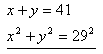 x + y = 41
x² + y² = 29²